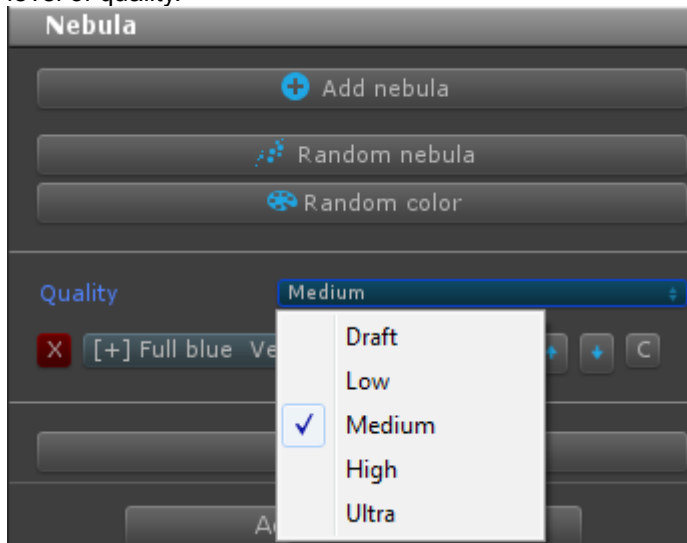 Nebula
Add nebula
Random nebula
Random color
Quality
Medium
X
[+] Full blue
C
Draft
Low
Medium
High
Ultra